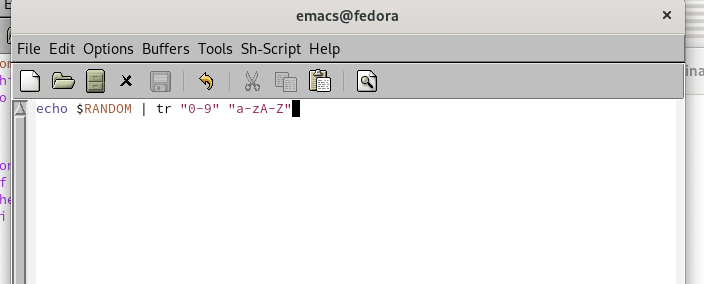 emacs@fedora
File Edit Options Buffers Tools Sh-Script Help
echo $RANDOM | tr "0-9" "a-zA-Z"